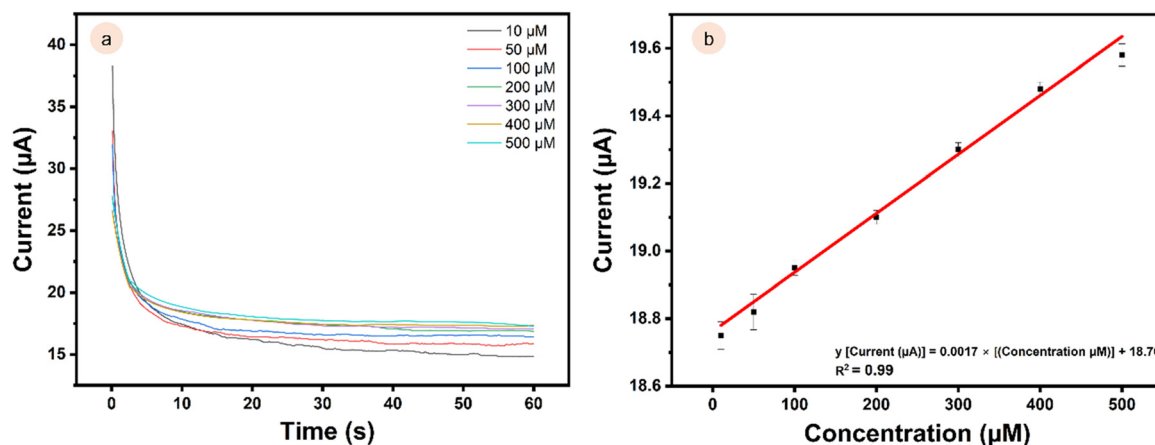 a
40
35
30
25
20
15
Current (µA)
0
10
20
30
40
50
60
Time (s)
10 µM
50 µM
100 µM
200 µM
300 µM
400 µM
500 µM
b
19.6
19.4
19.2
19.0
18.8
18.6
Current (µA)
0
100
200
300
400
500
Concentration (µM)
y [Current (µA)] = 0.0017 × [(Concentration µM)] + 18.76
R² = 0.99